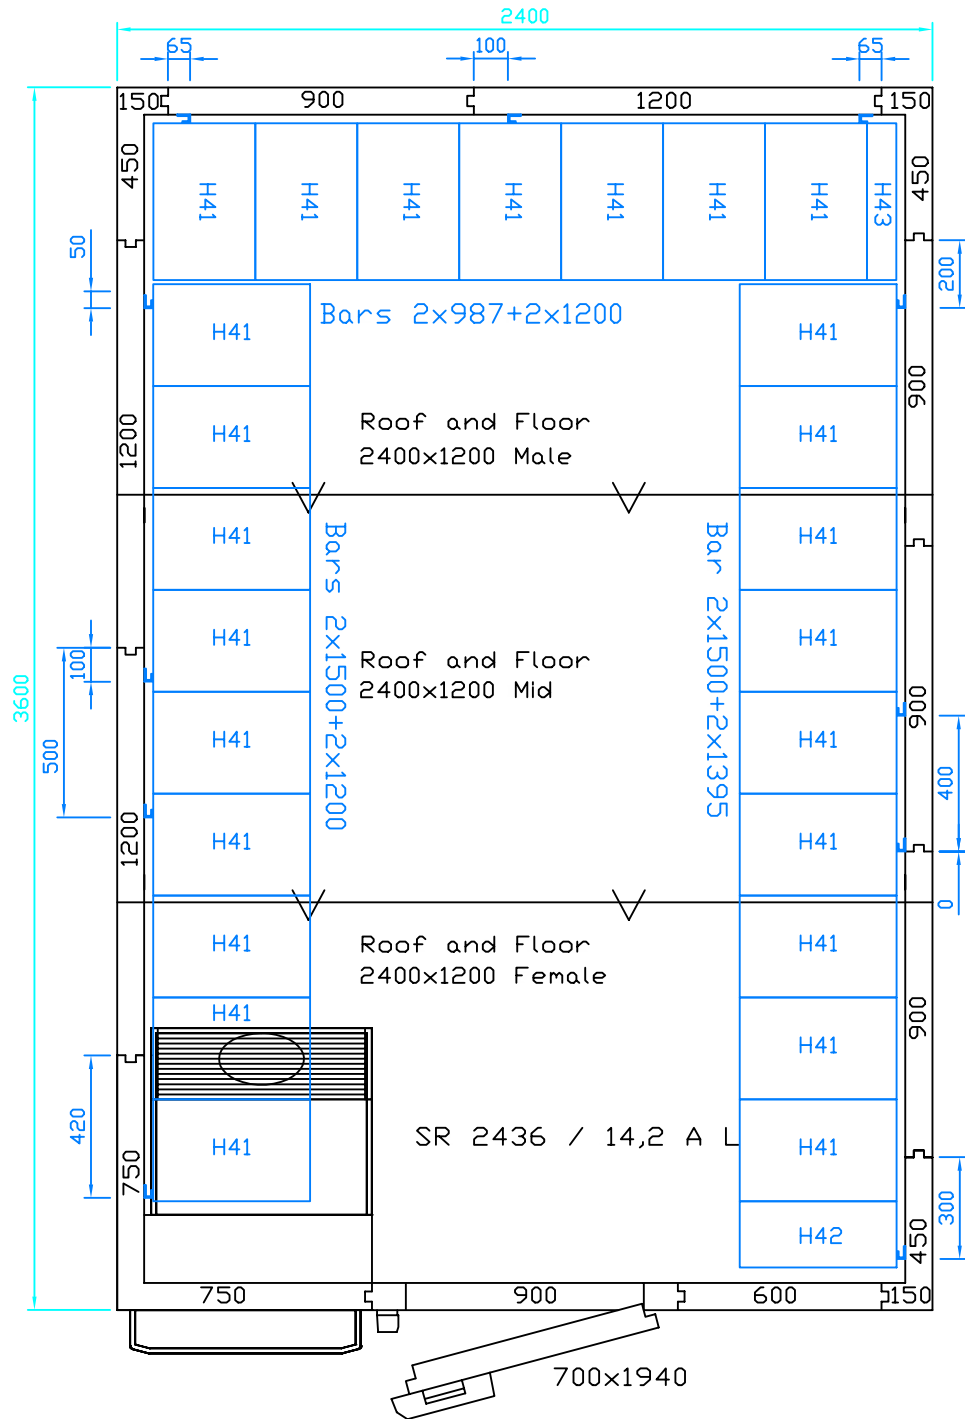 2400
65
100
65
150
900
1200
150
450
450
H41
H41
H41
H41
H41
H41
H41
H43
50
200
Bars 2x987+2x1200
H41
H41
900
1200
Roof and Floor
2400x1200 Male
H41
H41
H41
H41
Bars 2x1500+2x1200
Bar 2x1500+2x1395
H41
H41
100
Roof and Floor
2400x1200 Mid
3600
500
H41
H41
900
400
1200
H41
H41
0
H41
Roof and Floor
2400x1200 Female
H41
H41
H41
900
420
750
H41
SR 2436 / 14,2 A L
H41
300
H42
450
750
900
600
150
700x1940